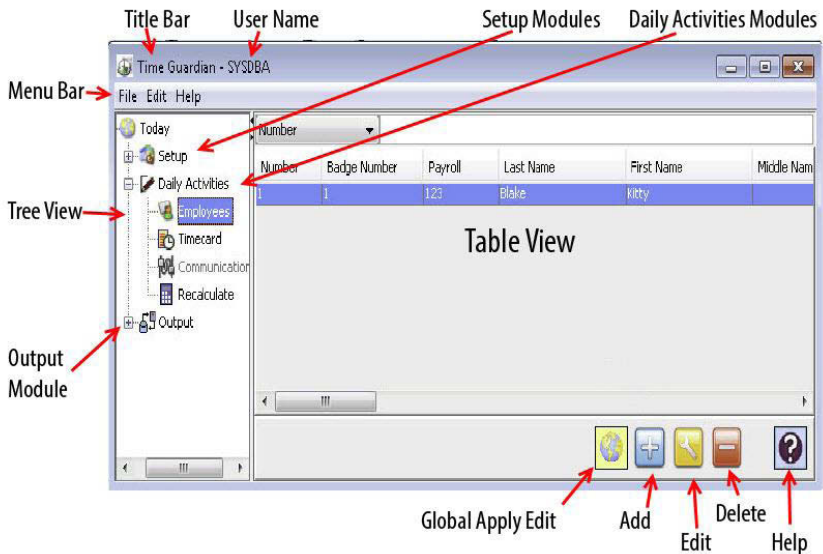 Title Bar User Name Setup Modules Daily Activities Modules
Time Guardian - SYSDBA
Menu Bar
File Edit Help
Today
Number
Setup
Number Badge Number Payroll Last Name First Name Middle Nam
Daily Activities
1 1 123 Blake Kitty
Tree View
Employees
Table View
Timecard
Communication
Recalculate
Output
Output
Module
Global Apply Edit Add Edit Delete Help